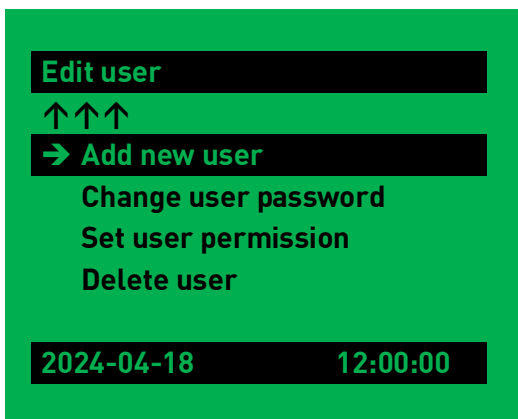 Edit user
↑↑↑
→ Add new user
Change user password
Set user permission
Delete user
2024-04-18 12:00:00